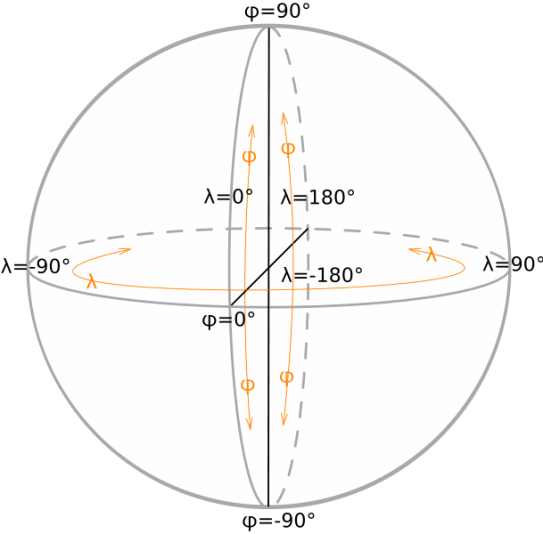 φ=90°
φ
φ
λ=0°
λ=180°
λ=-90°
λ
λ=90°
λ
λ=-180°
φ=0°
φ
φ
φ=-90°